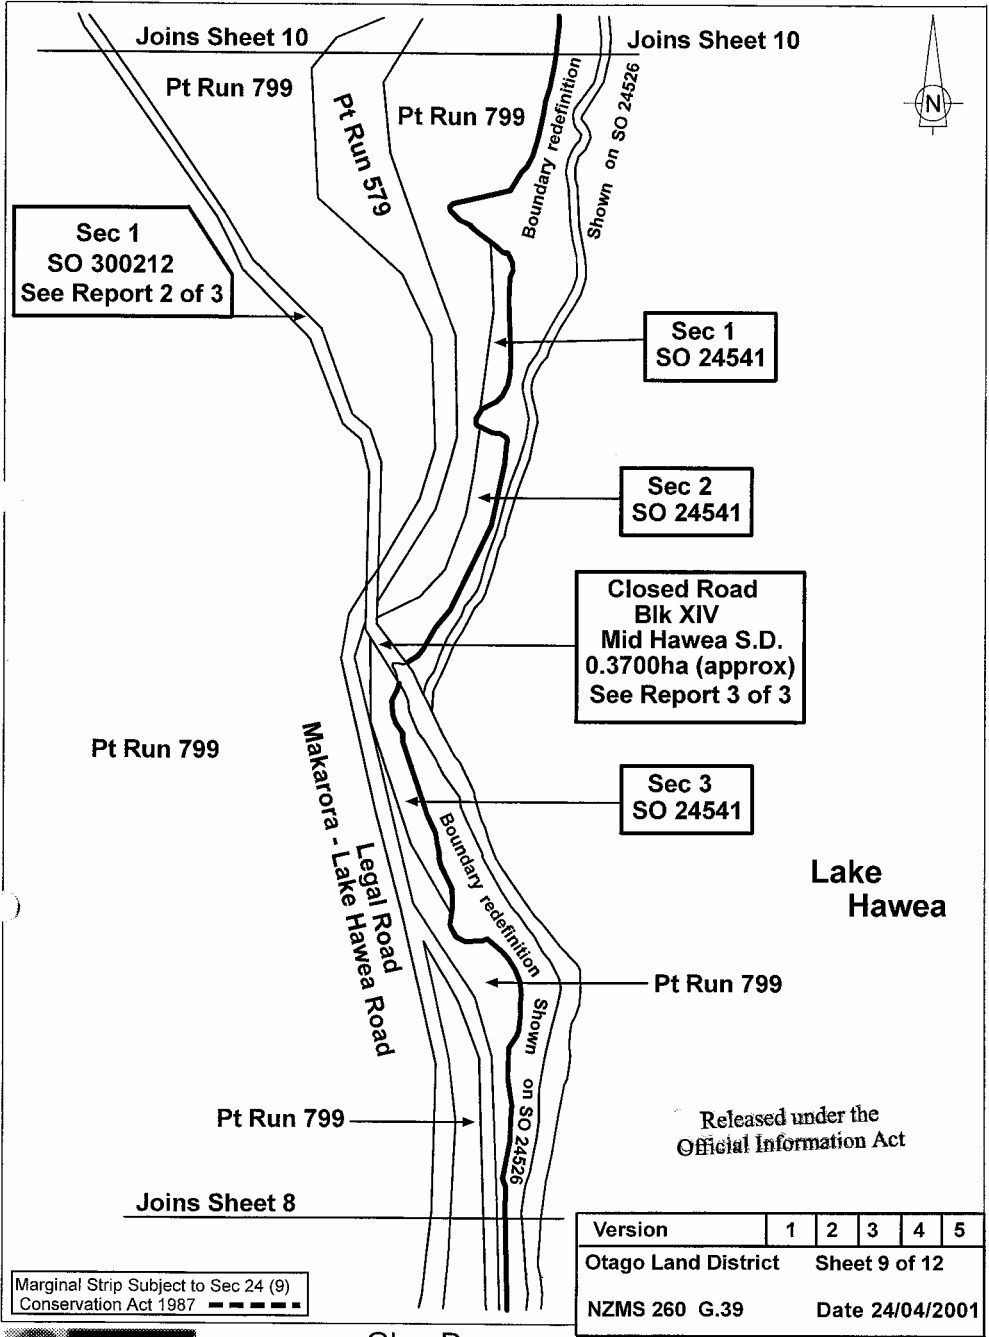 Joins Sheet 10
Joins Sheet 10
Pt Run 799
Pt Run 579
Pt Run 799
Boundary redefinition
Shown on SO 24526
N
Sec 1
SO 300212
See Report 2 of 3
Sec 1
SO 24541
Sec 2
SO 24541
Closed Road
Blk XIV
Mid Hawea S.D.
0.3700ha (approx)
See Report 3 of 3
Pt Run 799
Sec 3
SO 24541
Legal Road
Makarora - Lake Hawea Road
Boundary redefinition
Shown on SO 24526
Lake
Hawea
Pt Run 799
Pt Run 799
Released under the
Official Information Act
Joins Sheet 8
Version 1 2 3 4 5
Otago Land District Sheet 9 of 12
NZMS 260 G.39 Date 24/04/2001
Marginal Strip Subject to Sec 24 (9)
Conservation Act 1987